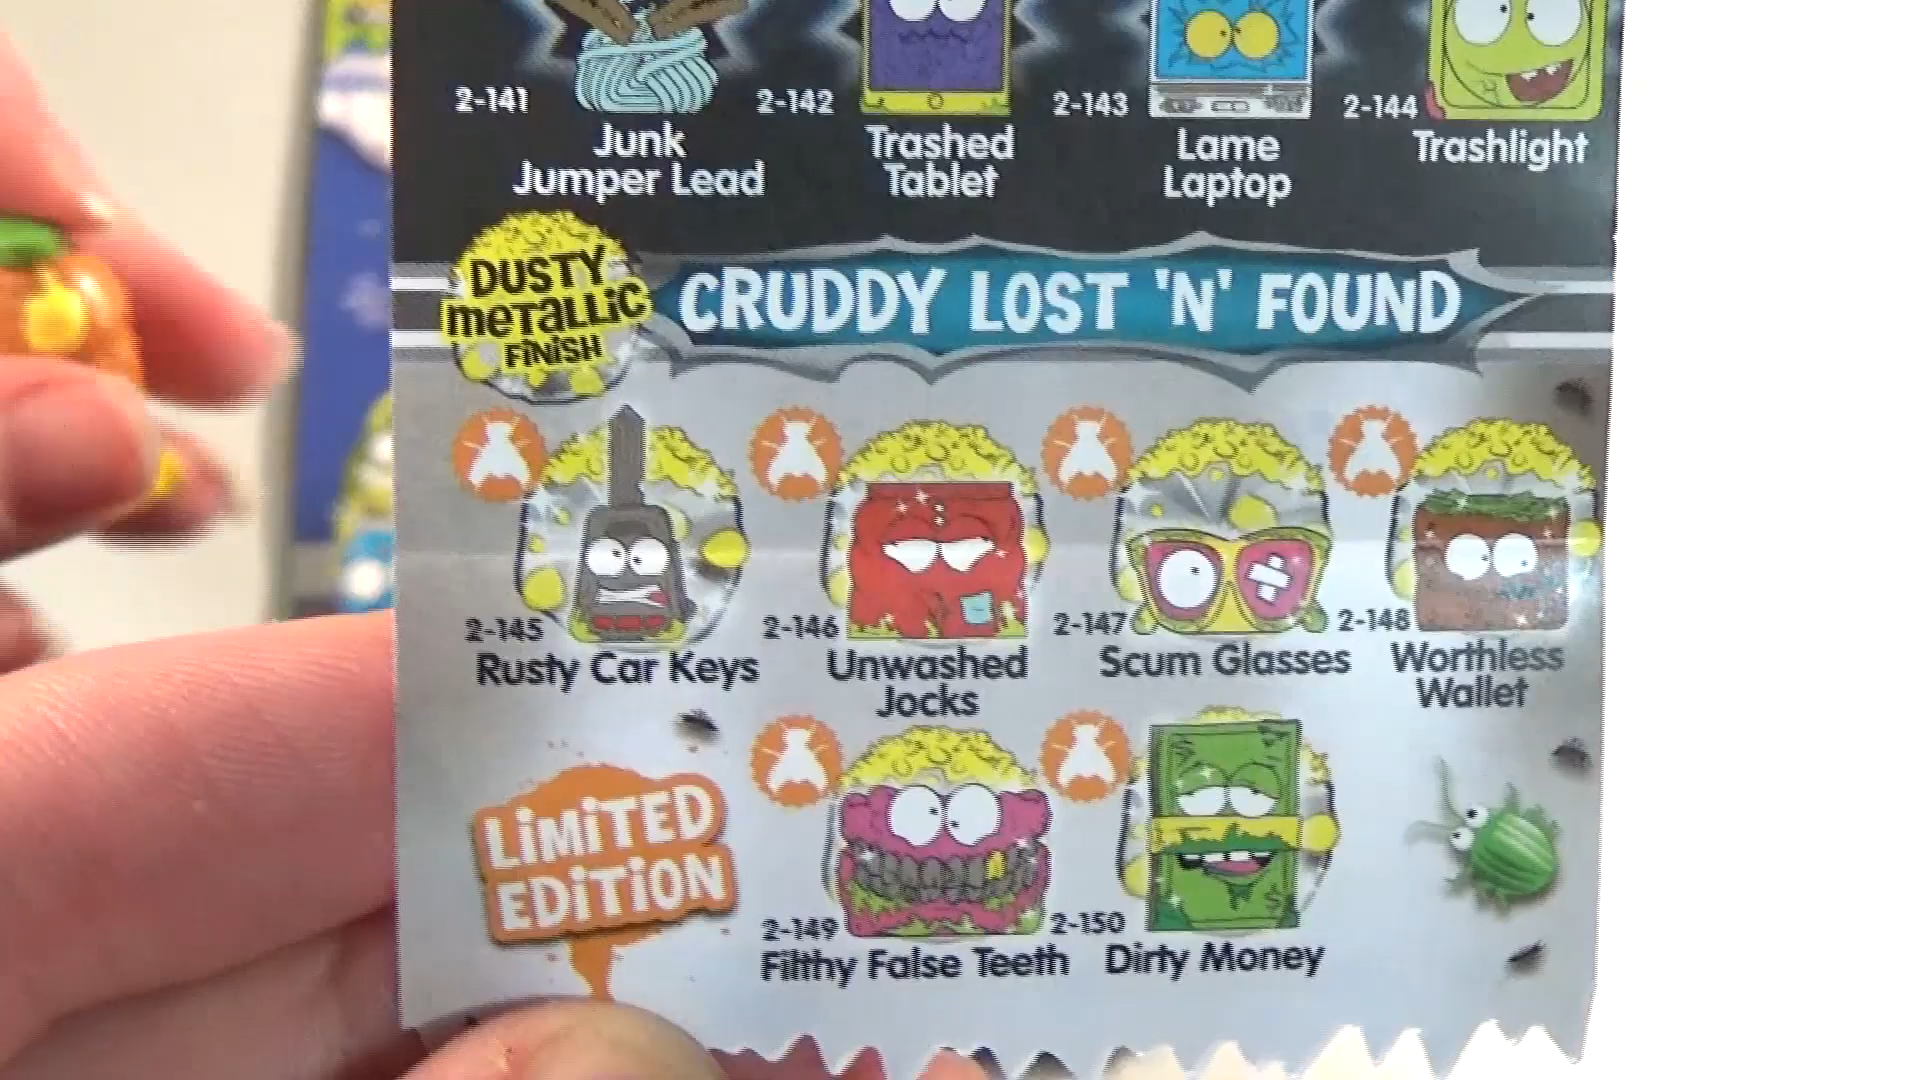 2-141
Junk
Jumper Lead
2-142
Trashed
Tablet
2-143
Lame
Laptop
2-144
Trashlight
DUSTY
METALLIC
FINISH
CRUDDY LOST 'N' FOUND
2-145
Rusty Car Keys
2-146
Unwashed
Jocks
2-147
Scum Glasses
2-148
Worthless
Wallet
LIMITED
EDITION
2-149
Filthy False Teeth
2-150
Dirty Money